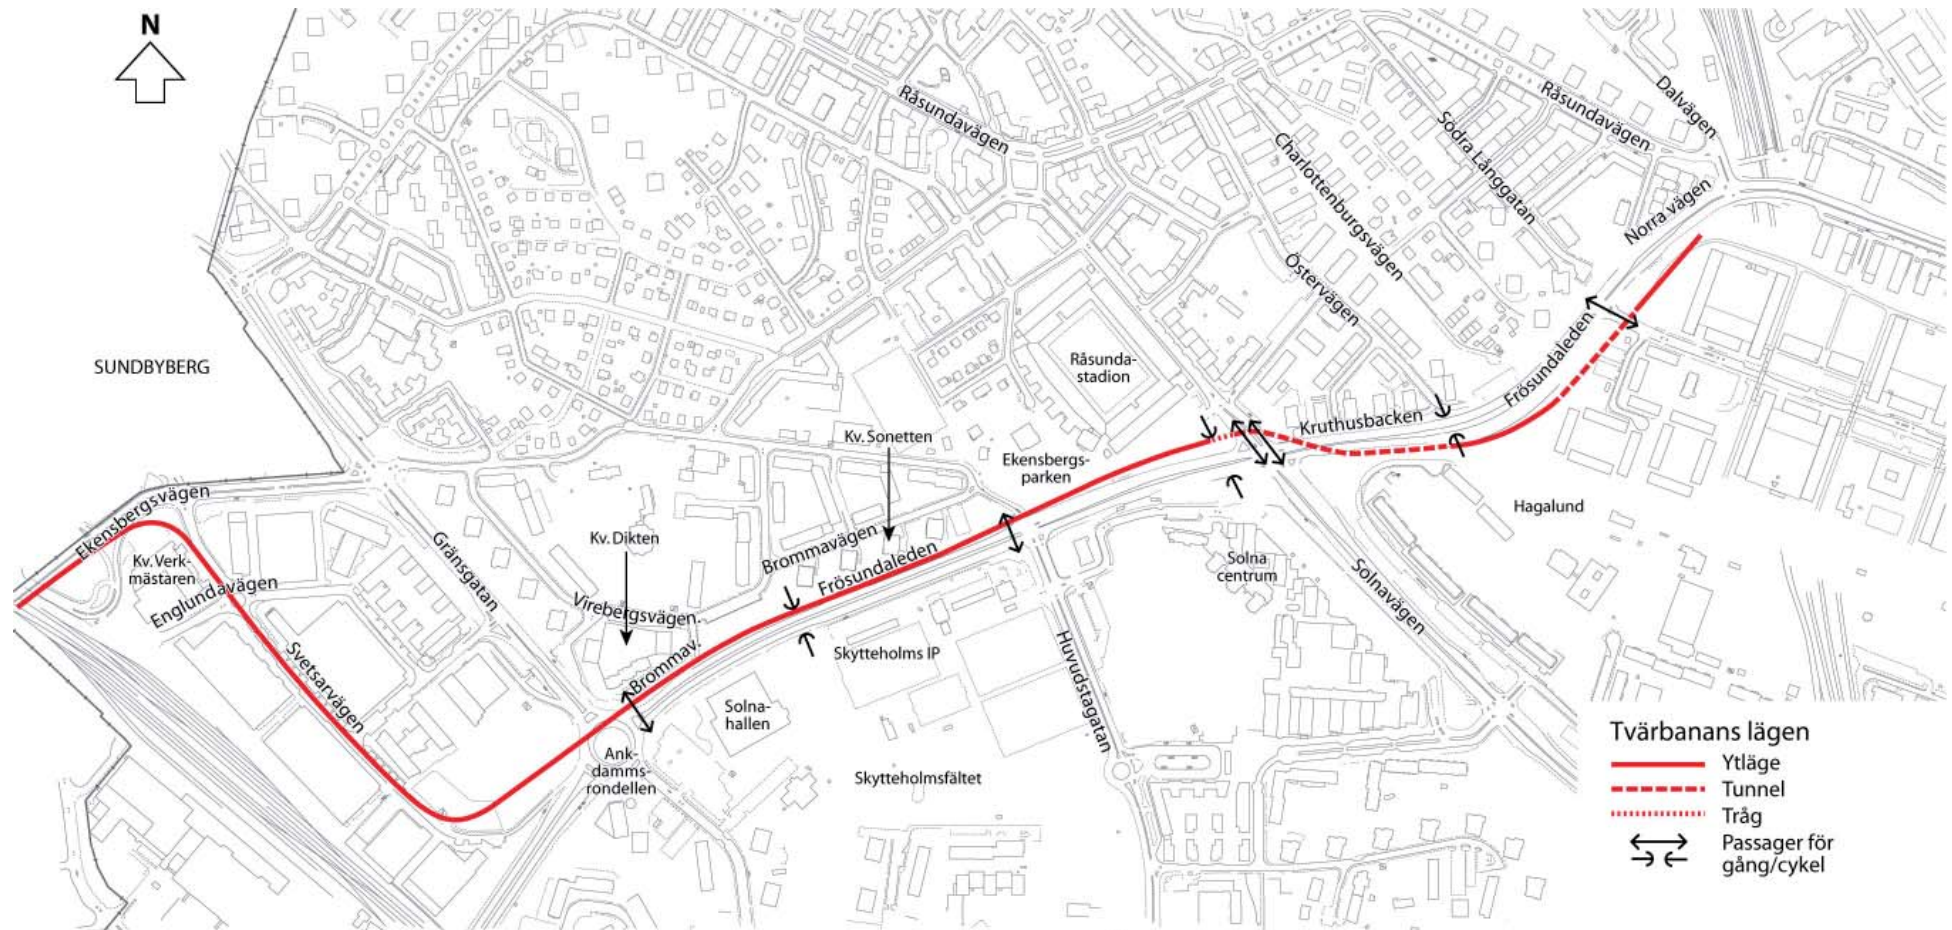 N
Råsundavägen
Råsundavägen
Dalvägen
Södra Långgatan
Charlottenburgsvägen
Norra vägen
Östervägen
SUNDBYBERG
Råsunda-
stadion
Frösundaleden
Kruthusbacken
Kv. Sonetten
Ekensbergs-
parken
Ekensbergsvägen
Hagalund
Kv. Dikten
Gränsgatan
Brommavägen
Kv. Verk-
mästaren
Englundavägen
Frösundaleden
Solna
centrum
Solnavägen
Virebergsvägen
Svetsarvägen
Brommav.
Skytteholms IP
Huvudstagatan
Solna-
hallen
Ank-
damms-
rondellen
Skytteholmsfältet
Tvärbanans lägen
Ytläge
Tunnel
Tråg
Passager för
gång/cykel